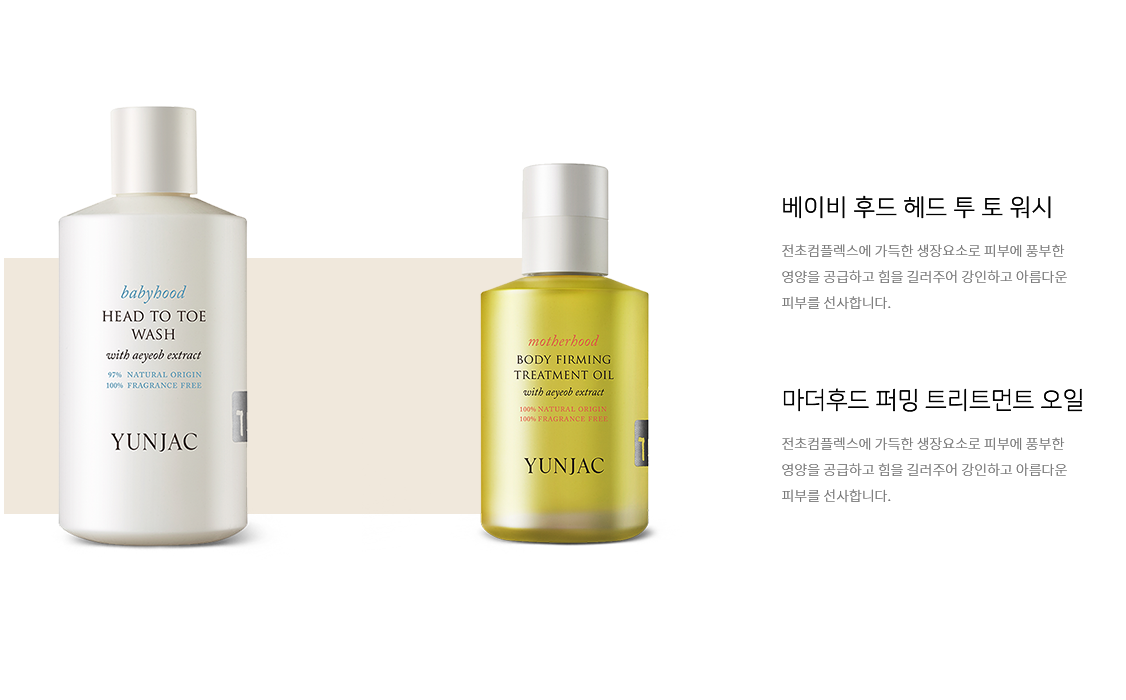 babyhood
HEAD TO TOE
WASH
with aeyeob extract
97% NATURAL ORIGIN
100% FRAGRANCE FREE
YUNJAC
motherhood
BODY FIRMING
TREATMENT OIL
with aeyeob extract
100% NATURAL ORIGIN
100% FRAGRANCE FREE
YUNJAC
베이비 후드 헤드 투 토 워시
전초컴플렉스에 가득한 생장요소로 피부에 풍부한
영양을 공급하고 힘을 길러주어 강인하고 아름다운
피부를 선사합니다.
마더후드 퍼밍 트리트먼트 오일
전초컴플렉스에 가득한 생장요소로 피부에 풍부한
영양을 공급하고 힘을 길러주어 강인하고 아름다운
피부를 선사합니다.